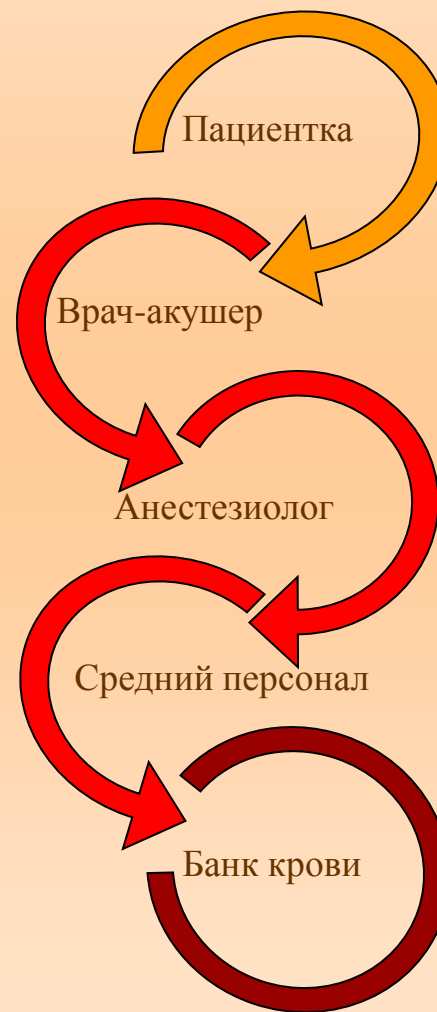 Пациентка
Врач-акушер
Анестезиолог
Средний персонал
Банк крови